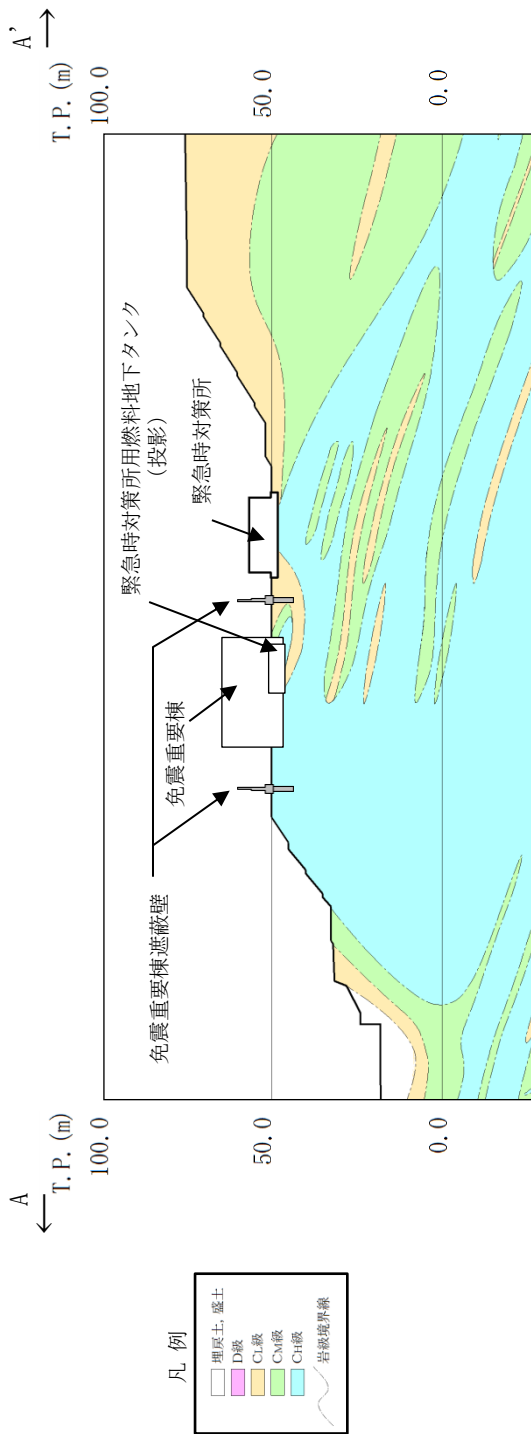 A
A'
T.P. (m)
T.P. (m)
100.0
100.0
50.0
50.0
0.0
0.0
免震重要棟遮蔽壁
免震重要棟
緊急時対策所用燃料地下タンク
(投影)
緊急時対策所
凡 例
埋戻土，盛土
D級
CL級
CM級
CH級
岩級境界線